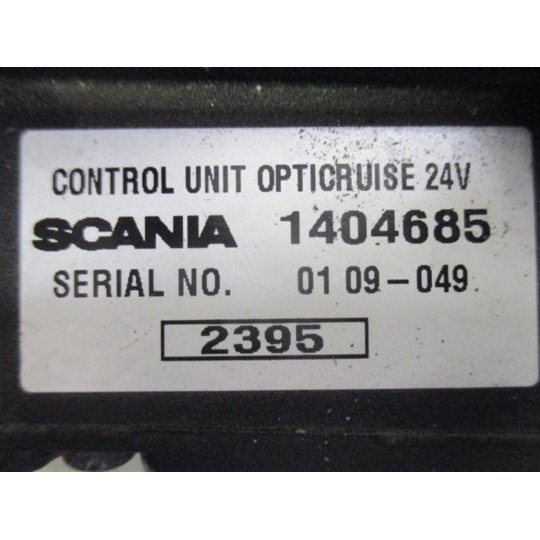 CONTROL UNIT OPTICRUISE 24V
SCANIA 1404685
SERIAL NO. 01 09-049
2395